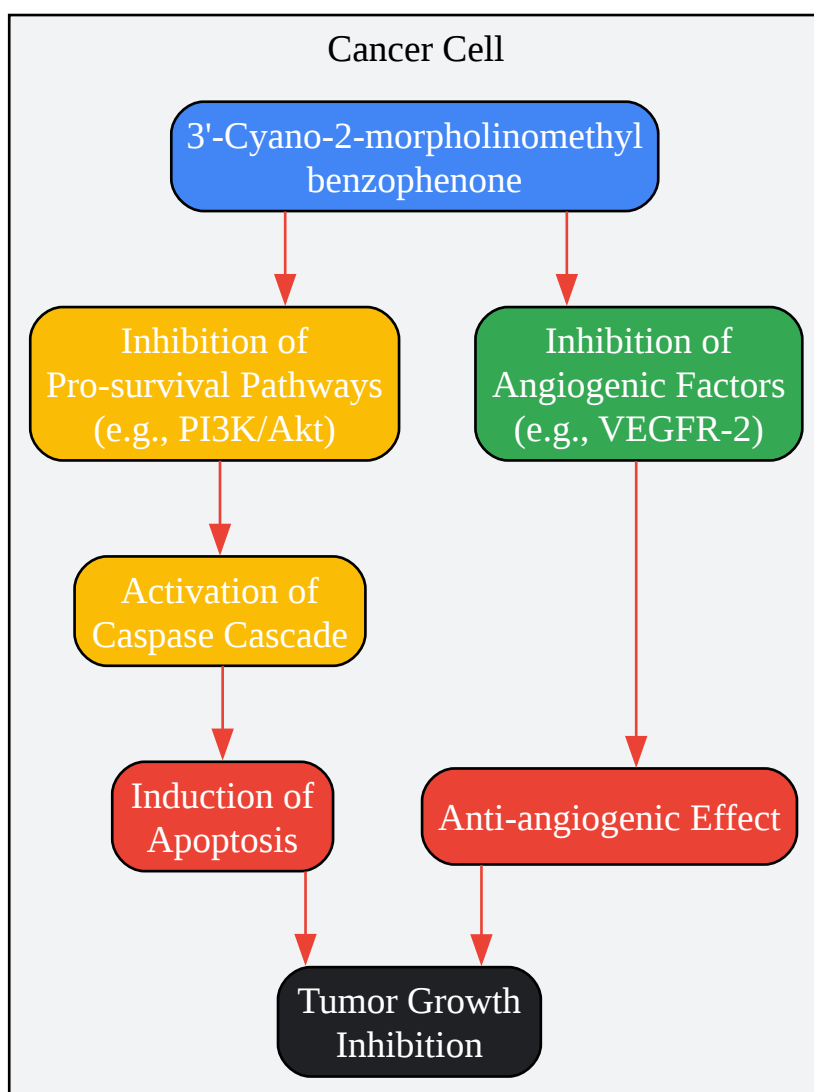 Cancer Cell
3'-Cyano-2-morpholinomethyl
benzophenone
Inhibition of
Pro-survival Pathways
(e.g., PI3K/Akt)
Inhibition of
Angiogenic Factors
(e.g., VEGFR-2)
Activation of
Caspase Cascade
Induction of
Apoptosis
Anti-angiogenic Effect
Tumor Growth
Inhibition